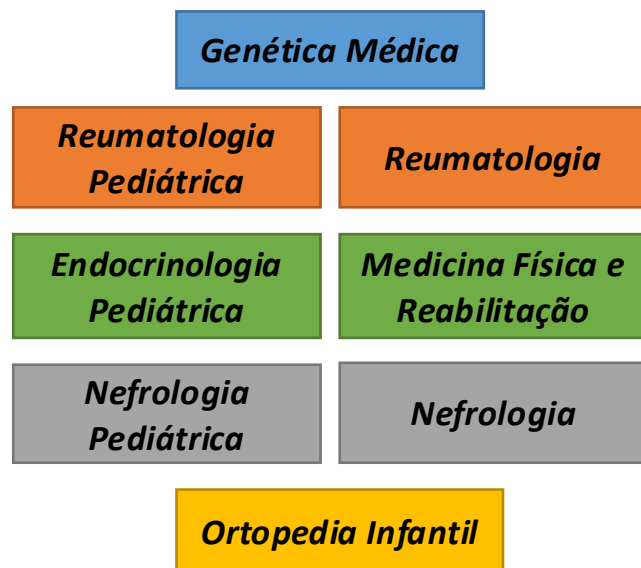 Genética Médica
Reumatologia
Pediátrica
Reumatologia
Endocrinologia
Pediátrica
Medicina Física e
Reabilitação
Nefrologia
Pediátrica
Nefrologia
Ortopedia Infantil